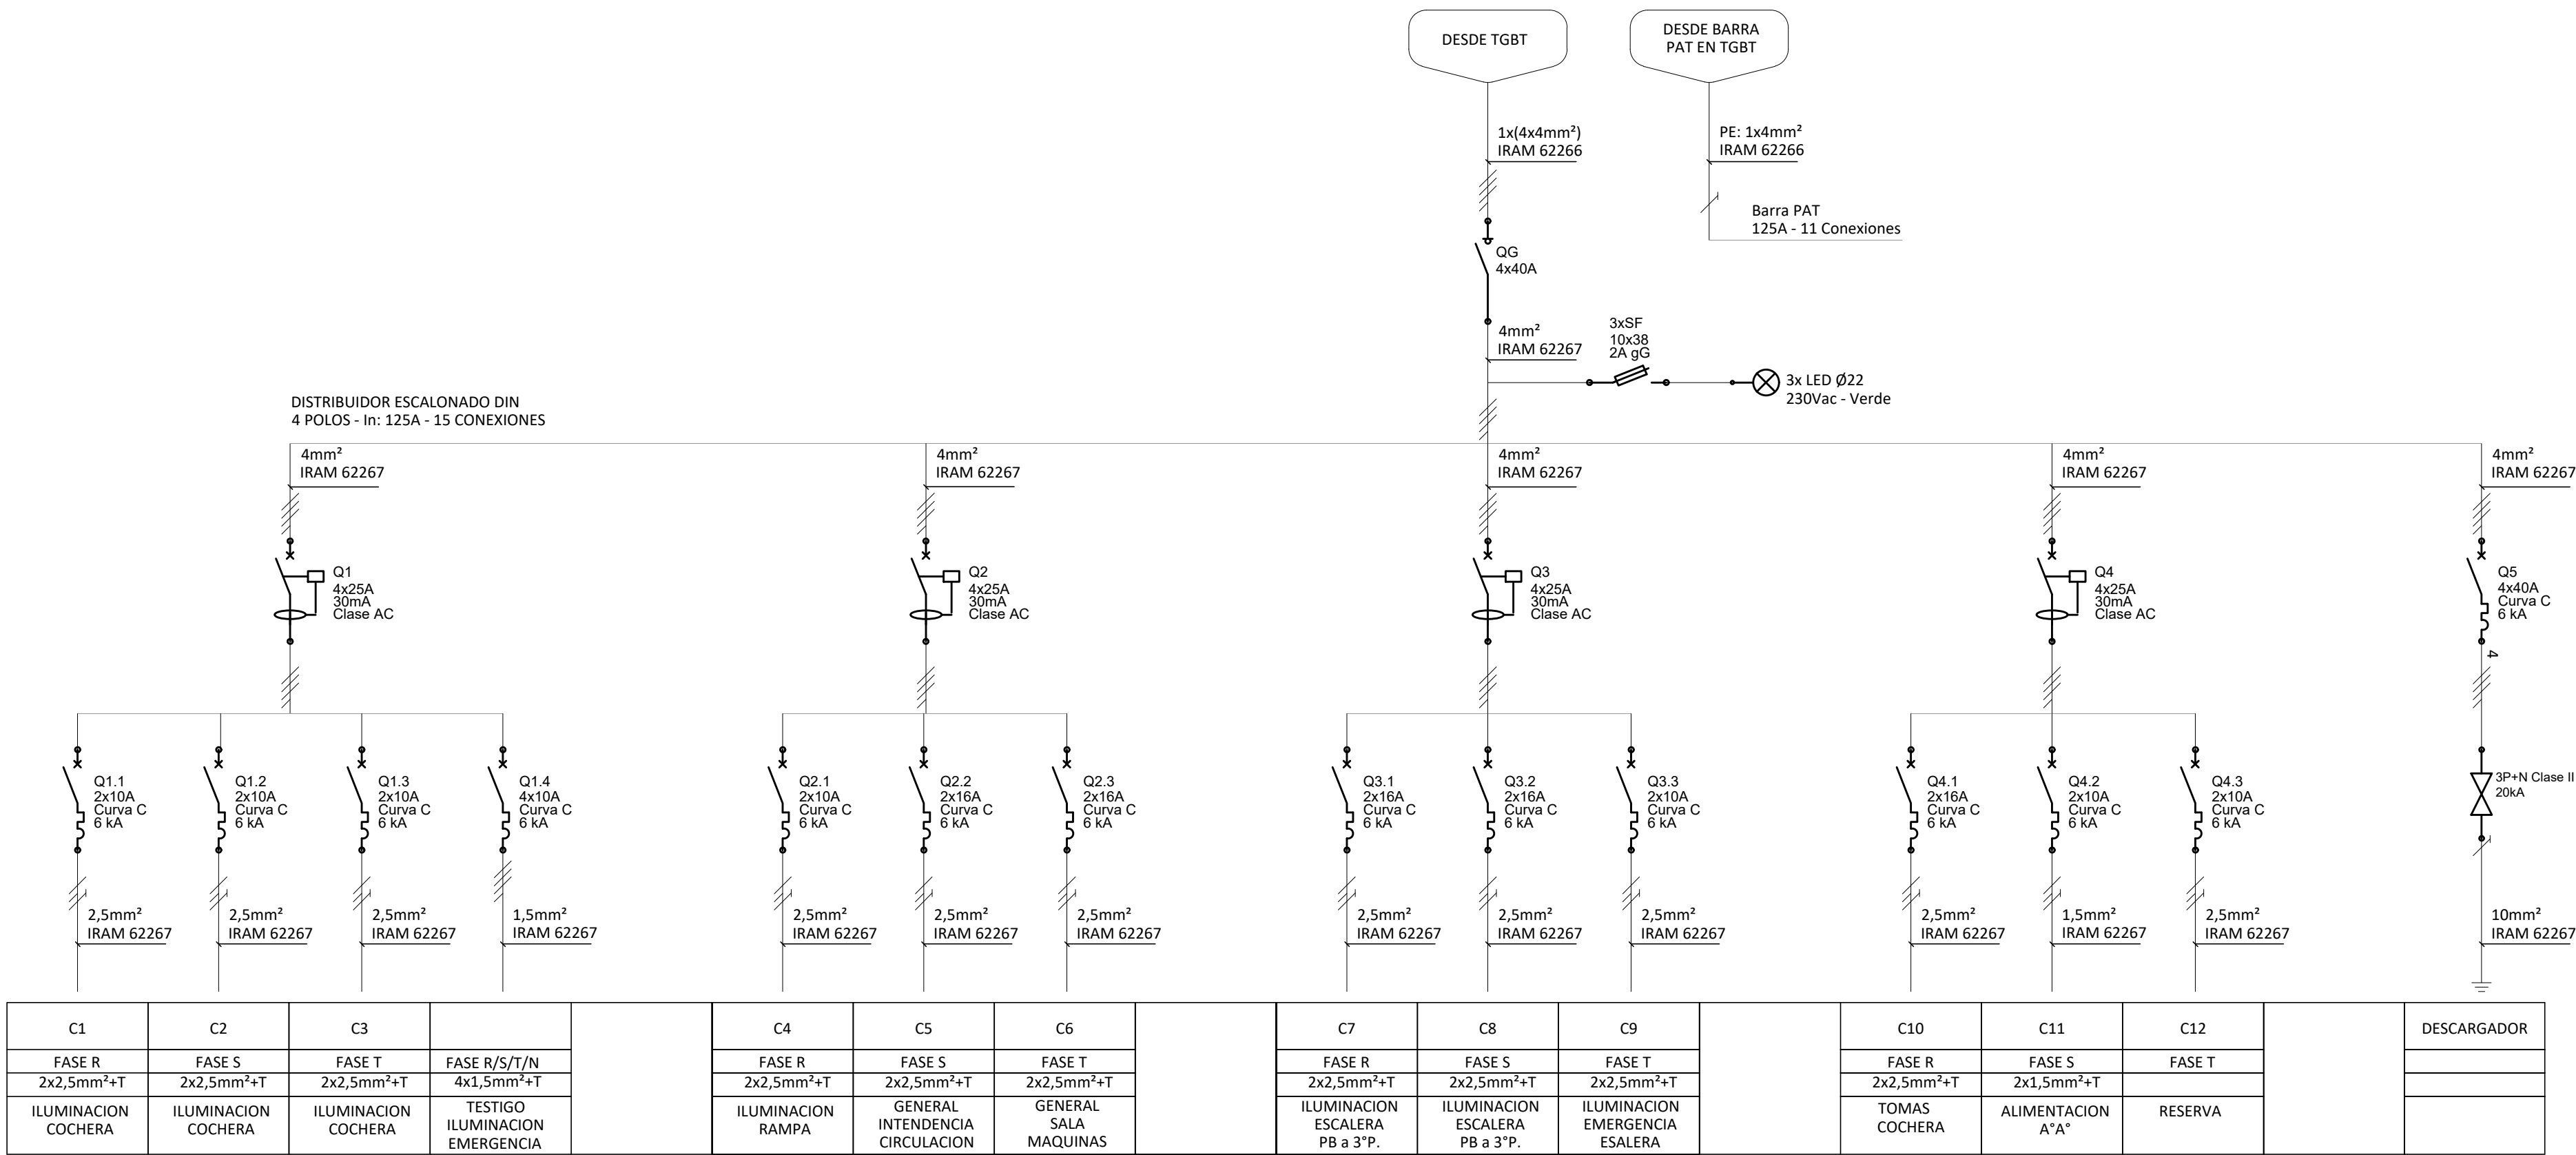 DESDE TGBT
DESDE BARRA
PAT EN TGBT
1x(4x4mm²)
IRAM 62266
PE: 1x4mm²
IRAM 62266
Barra PAT
125A - 11 Conexiones
QG
4x40A
4mm²
IRAM 62267
3xSF
10x38
2A gG
3x LED Ø22
230Vac - Verde
DISTRIBUIDOR ESCALONADO DIN
4 POLOS - In: 125A - 15 CONEXIONES
4mm²
IRAM 62267
4mm²
IRAM 62267
4mm²
IRAM 62267
4mm²
IRAM 62267
4mm²
IRAM 62267
Q1
4x25A
30mA
Clase AC
Q2
4x25A
30mA
Clase AC
Q3
4x25A
30mA
Clase AC
Q4
4x25A
30mA
Clase AC
Q5
4x40A
Curva C
6 kA
4
Q1.1
2x10A
Curva C
6 kA
Q1.2
2x10A
Curva C
6 kA
Q1.3
2x10A
Curva C
6 kA
Q1.4
4x10A
Curva C
6 kA
Q2.1
2x10A
Curva C
6 kA
Q2.2
2x16A
Curva C
6 kA
Q2.3
2x16A
Curva C
6 kA
Q3.1
2x16A
Curva C
6 kA
Q3.2
2x16A
Curva C
6 kA
Q3.3
2x10A
Curva C
6 kA
Q4.1
2x16A
Curva C
6 kA
Q4.2
2x10A
Curva C
6 kA
Q4.3
2x10A
Curva C
6 kA
3P+N Clase II
20kA
2,5mm²
IRAM 62267
2,5mm²
IRAM 62267
2,5mm²
IRAM 62267
1,5mm²
IRAM 62267
2,5mm²
IRAM 62267
2,5mm²
IRAM 62267
2,5mm²
IRAM 62267
2,5mm²
IRAM 62267
2,5mm²
IRAM 62267
2,5mm²
IRAM 62267
2,5mm²
IRAM 62267
1,5mm²
IRAM 62267
2,5mm²
IRAM 62267
10mm²
IRAM 62267
C1
FASE R
2x2,5mm²+T
ILUMINACION
COCHERA
C2
FASE S
2x2,5mm²+T
ILUMINACION
COCHERA
C3
FASE T
2x2,5mm²+T
ILUMINACION
COCHERA
FASE R/S/T/N
4x1,5mm²+T
TESTIGO
ILUMINACION
EMERGENCIA
C4
FASE R
2x2,5mm²+T
ILUMINACION
RAMPA
C5
FASE S
2x2,5mm²+T
GENERAL
INTENDENCIA
CIRCULACION
C6
FASE T
2x2,5mm²+T
GENERAL
SALA
MAQUINAS
C7
FASE R
2x2,5mm²+T
ILUMINACION
ESCALERA
PB a 3°P.
C8
FASE S
2x2,5mm²+T
ILUMINACION
ESCALERA
PB a 3°P.
C9
FASE T
2x2,5mm²+T
ILUMINACION
EMERGENCIA
ESALERA
C10
FASE R
2x2,5mm²+T
TOMAS
COCHERA
C11
FASE S
2x1,5mm²+T
ALIMENTACION
A°A°
C12
FASE T
RESERVA
DESCARGADOR